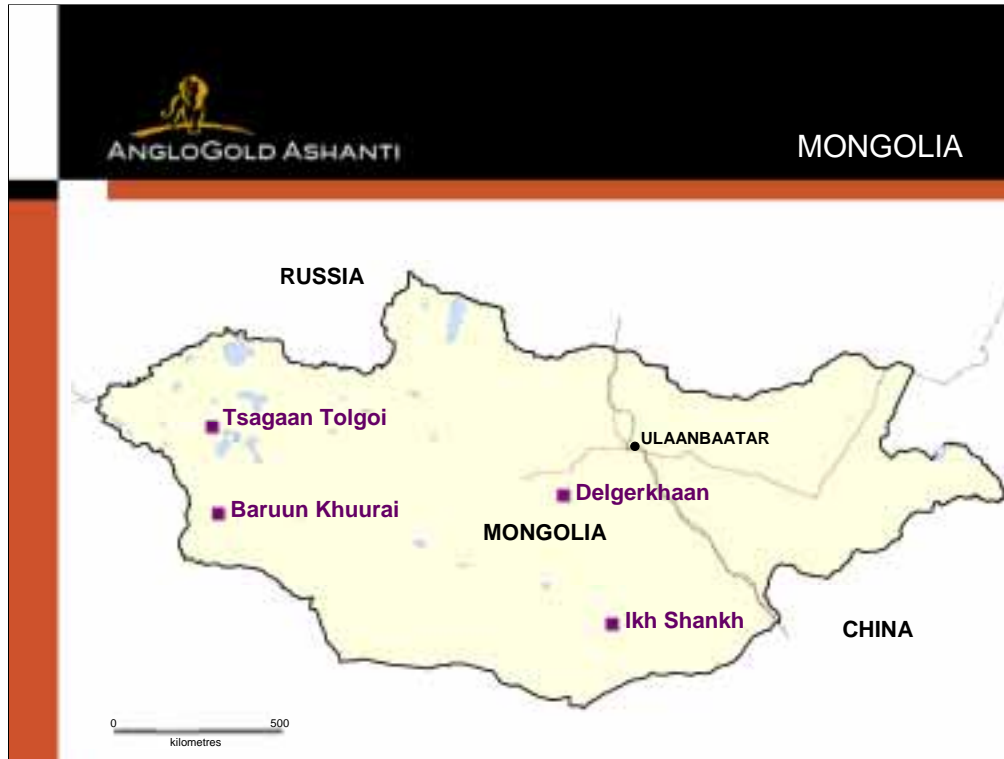 ANGLOGOLD ASHANTI
MONGOLIA
RUSSIA
Tsagaan Tolgoi
ULAANBAATAR
Delgerkhaan
Baruun Khuurai
MONGOLIA
Ikh Shankh
CHINA
0 500
kilometres